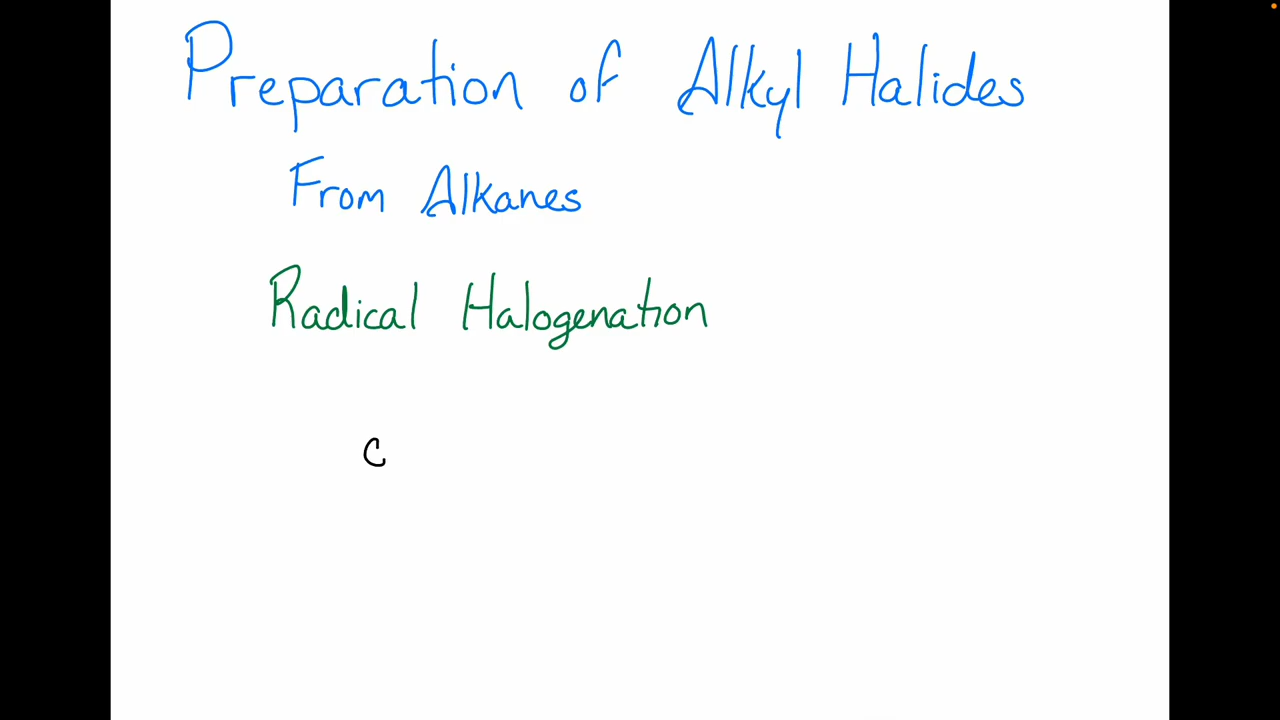 Preparation of Alkyl Halides
From Alkanes
Radical Halogenation
C